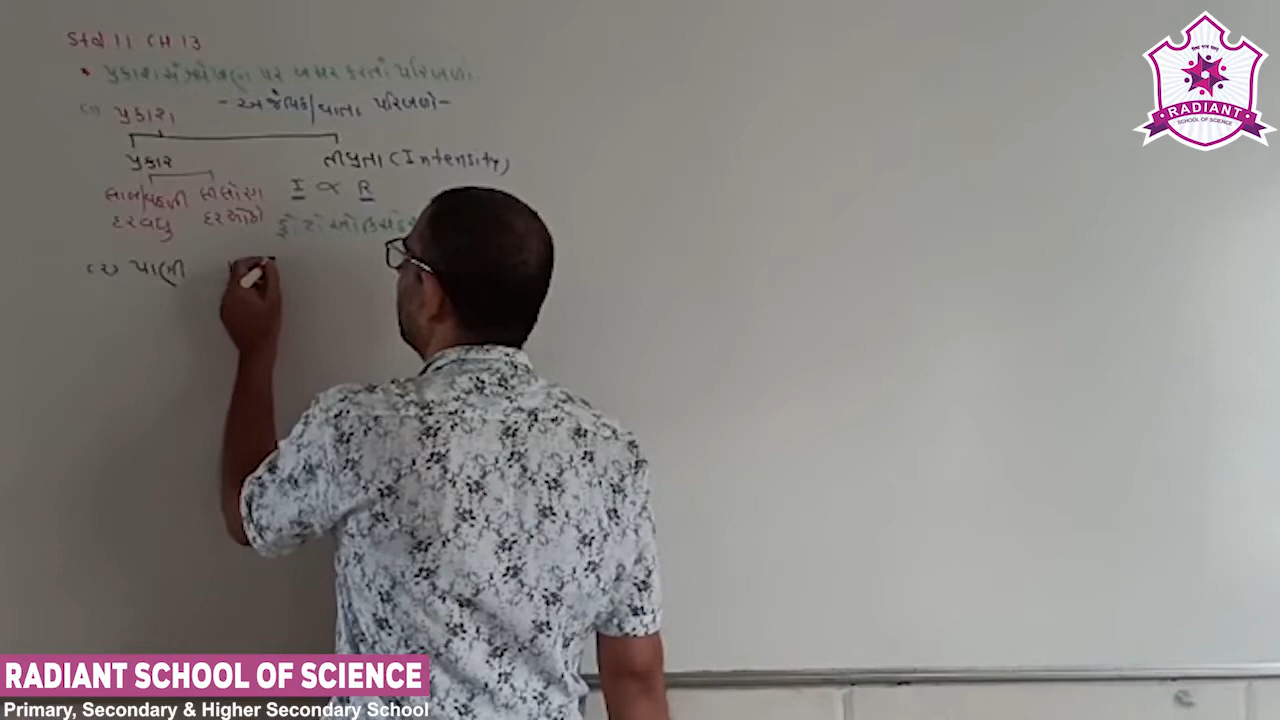 Std 11 CH 13
• પ્રકાશસંશ્લેષણ પર અસર કરતાં પરિબળો
(1) પ્રકાશ - અજૈવિક/બાહ્ય પરિબળો-
પ્રકાર તીવ્રતા (Intensity)
લાલ/વાદળી લીલોરંગ I ∝ R
દરવધુ દરઓછો
(૨) પાણી
RADIANT
SCHOOL OF SCIENCE
RADIANT SCHOOL OF SCIENCE
Primary, Secondary & Higher Secondary School